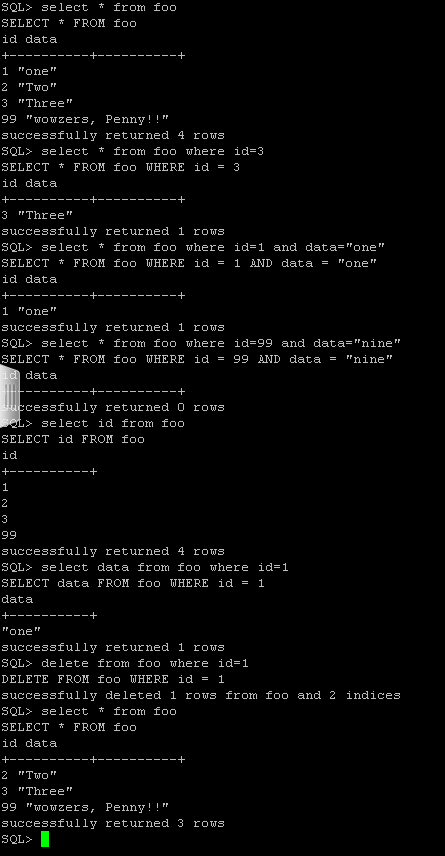 SQL> select * from foo
SELECT * FROM foo
id data
+----------+----------+
1 "one"
2 "Two"
3 "Three"
99 "wowzers, Penny!!"
successfully returned 4 rows
SQL> select * from foo where id=3
SELECT * FROM foo WHERE id = 3
id data
+----------+----------+
3 "Three"
successfully returned 1 rows
SQL> select * from foo where id=1 and data="one"
SELECT * FROM foo WHERE id = 1 AND data = "one"
id data
+----------+----------+
1 "one"
successfully returned 1 rows
SQL> select * from foo where id=99 and data="nine"
SELECT * FROM foo WHERE id = 99 AND data = "nine"
id data
+----------+----------+
successfully returned 0 rows
SQL> select id from foo
SELECT id FROM foo
id
+----------+
1
2
3
99
successfully returned 4 rows
SQL> select data from foo where id=1
SELECT data FROM foo WHERE id = 1
data
+----------+
"one"
successfully returned 1 rows
SQL> delete from foo where id=1
DELETE FROM foo WHERE id = 1
successfully deleted 1 rows from foo and 2 indices
SQL> select * from foo
SELECT * FROM foo
id data
+----------+----------+
2 "Two"
3 "Three"
99 "wowzers, Penny!!"
successfully returned 3 rows
SQL>